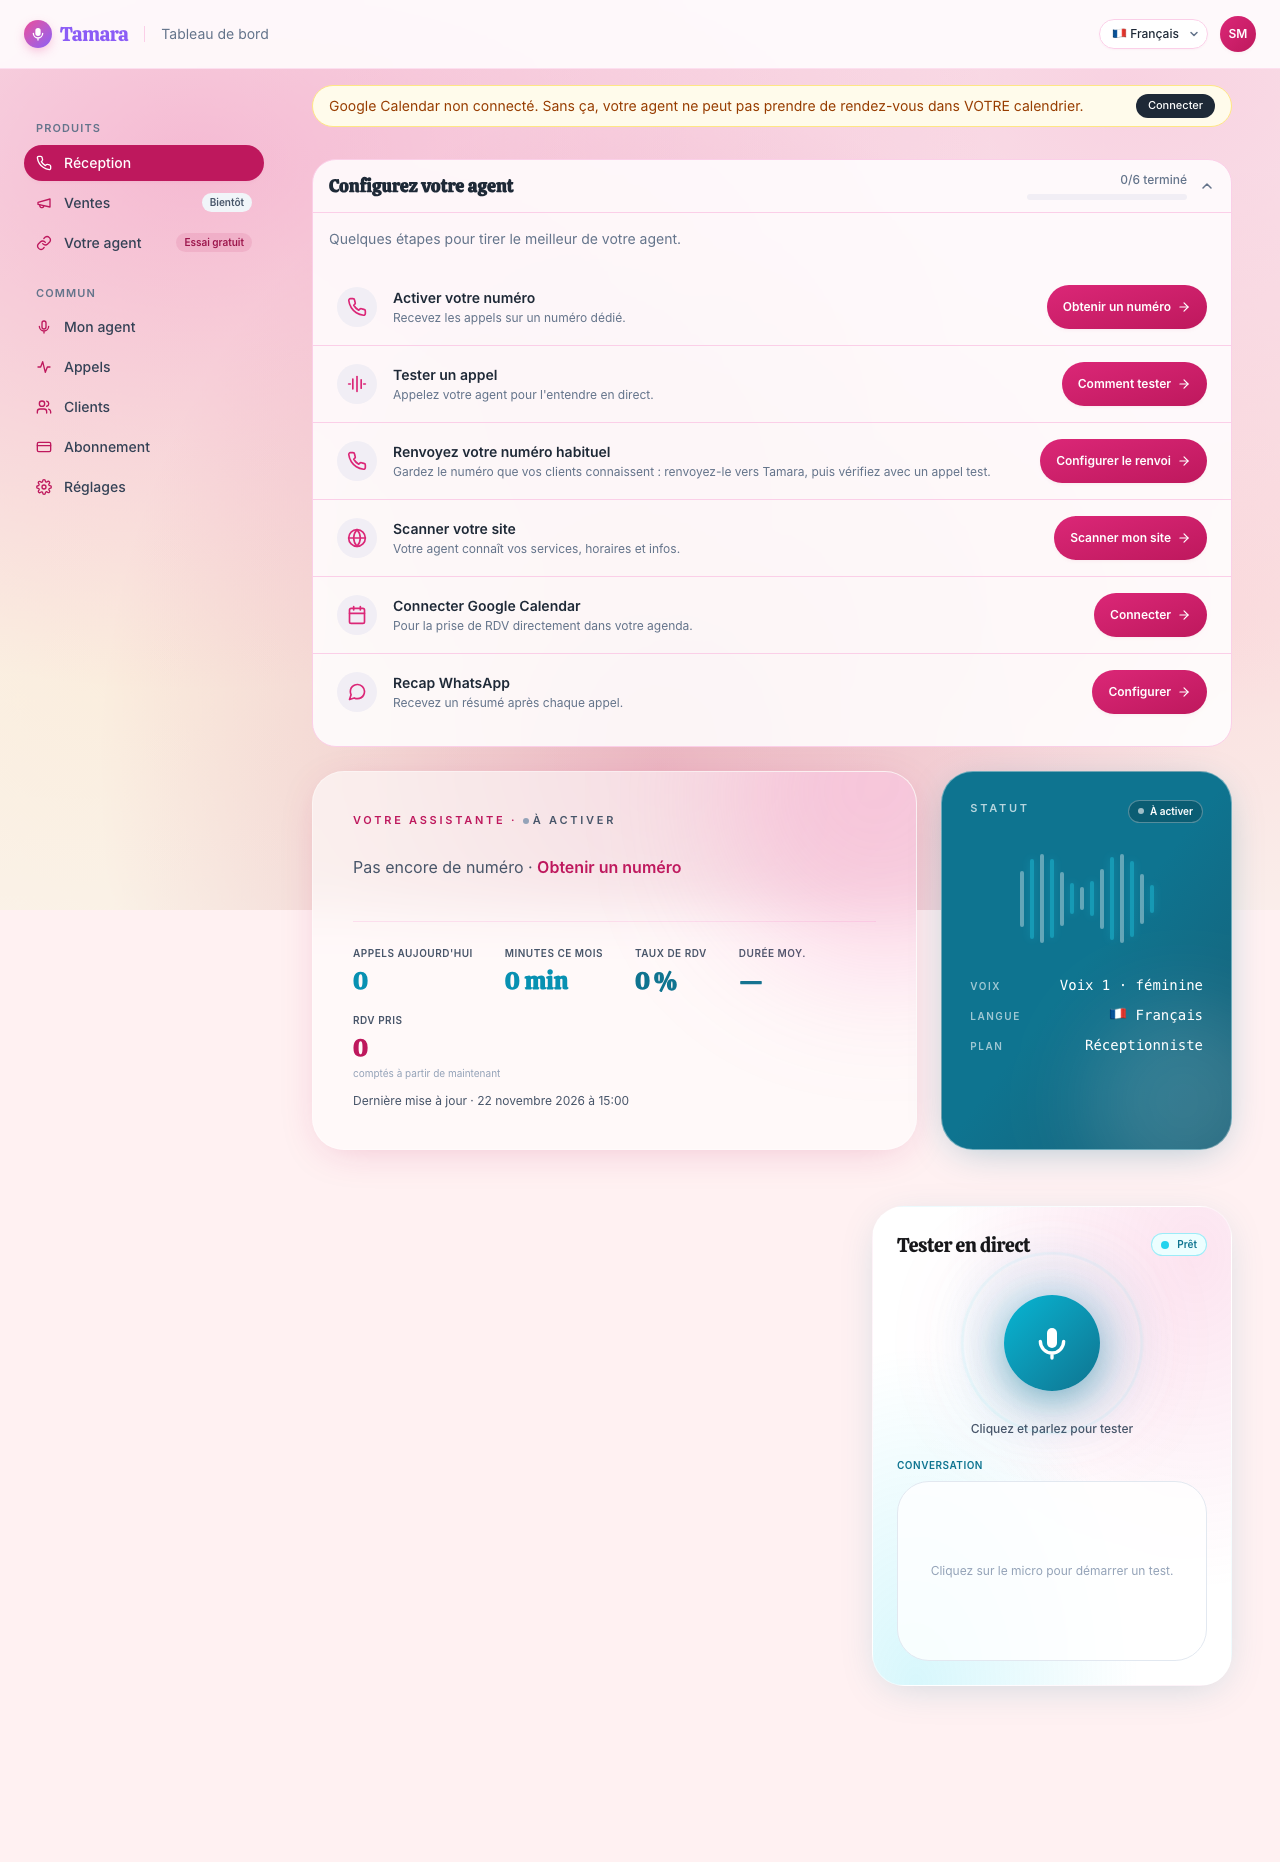 Tamara
Tableau de bord
Français
SM
PRODUITS
Réception
Ventes
Bientôt
Votre agent
Essai gratuit
COMMUN
Mon agent
Appels
Clients
Abonnement
Réglages
Google Calendar non connecté. Sans ça, votre agent ne peut pas prendre de rendez-vous dans VOTRE calendrier.
Connecter
Configurez votre agent
0/6 terminé
Quelques étapes pour tirer le meilleur de votre agent.
Activer votre numéro
Recevez les appels sur un numéro dédié.
Obtenir un numéro
Tester un appel
Appelez votre agent pour l'entendre en direct.
Comment tester
Renvoyez votre numéro habituel
Gardez le numéro que vos clients connaissent : renvoyez-le vers Tamara, puis vérifiez avec un appel test.
Configurer le renvoi
Scanner votre site
Votre agent connaît vos services, horaires et infos.
Scanner mon site
Connecter Google Calendar
Pour la prise de RDV directement dans votre agenda.
Connecter
Recap WhatsApp
Recevez un résumé après chaque appel.
Configurer
VOTRE ASSISTANTE · À ACTIVER
Pas encore de numéro · Obtenir un numéro
APPELS AUJOURD'HUI
0
MINUTES CE MOIS
0 min
TAUX DE RDV
0 %
DURÉE MOY.
—
RDV PRIS
0
comptés à partir de maintenant
Dernière mise à jour · 22 novembre 2026 à 15:00
STATUT
À activer
VOIX
Voix 1 · féminine
LANGUE
Français
PLAN
Réceptionniste
Tester en direct
Prêt
Cliquez et parlez pour tester
CONVERSATION
Cliquez sur le micro pour démarrer un test.